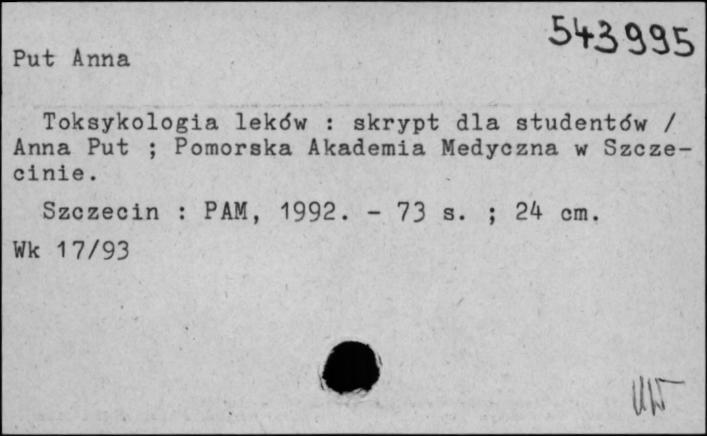 543995
Put Anna
Toksykologia leków : skrypt dla studentów /
Anna Put ; Pomorska Akademia Medyczna w Szcze-
cinie.
Szczecin : PAM, 1992. - 73 s. ; 24 cm.
Wk 17/93